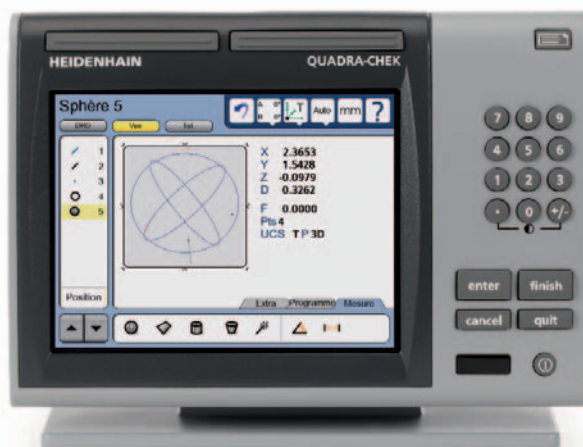 HEIDENHAIN
QUADRA-CHEK
Sphère 5
DRO
Vue
Tol
A 0°
B 0°
T
Auto
mm
?
1
2
3
4
5
X 2.3653
Y 1.5428
Z -0.0979
D 0.3262
F 0.0000
Pts 4
UCS T P 3D
Position
Extra
Programme
Mesure
7 8 9
4 5 6
1 2 3
. 0 +/-
enter finish
cancel quit